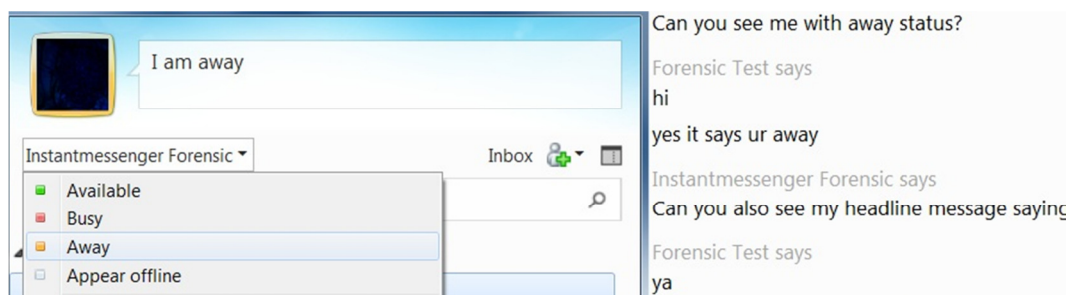 I am away
Instantmessenger Forensic
Inbox
Available
Busy
Away
Appear offline
Can you see me with away status?
Forensic Test says
hi
yes it says ur away
Instantmessenger Forensic says
Can you also see my headline message saying
Forensic Test says
ya